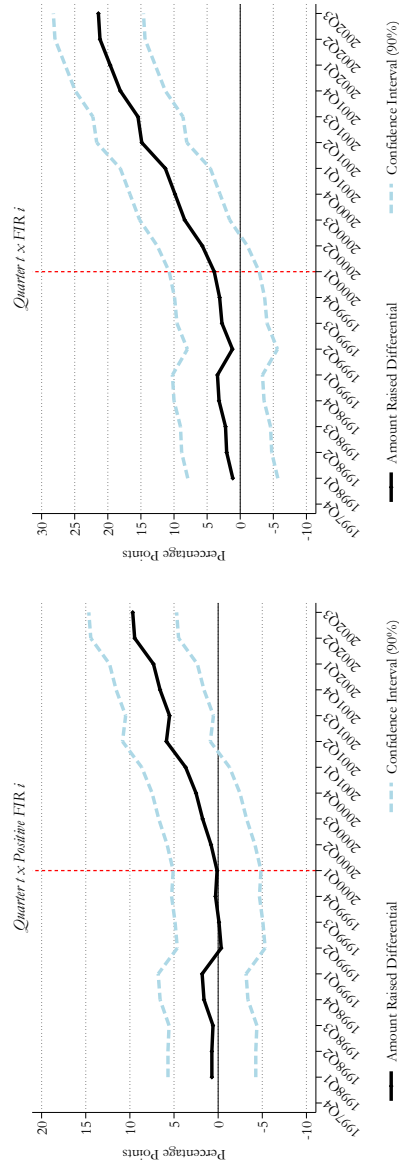 Quarter t x Positive FIR i
Percentage Points
20
15
10
5
0
-5
-10
1997Q4
1998Q1
1998Q2
1998Q3
1998Q4
1999Q1
1999Q2
1999Q3
1999Q4
2000Q1
2000Q2
2000Q3
2000Q4
2001Q1
2001Q2
2001Q3
2001Q4
2002Q1
2002Q2
2002Q3
Amount Raised Differential
Confidence Interval (90%)
Quarter t x FIR i
Percentage Points
30
25
20
15
10
5
0
-5
-10
1997Q4
1998Q1
1998Q2
1998Q3
1998Q4
1999Q1
1999Q2
1999Q3
1999Q4
2000Q1
2000Q2
2000Q3
2000Q4
2001Q1
2001Q2
2001Q3
2001Q4
2002Q1
2002Q2
2002Q3
Amount Raised Differential
Confidence Interval (90%)